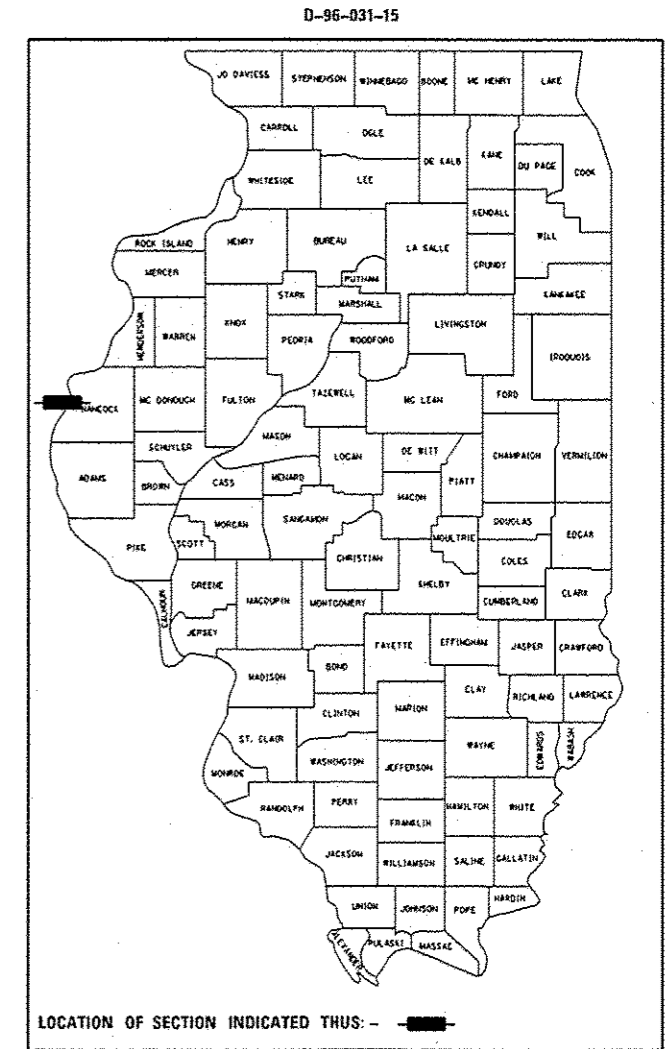 D-96-031-15
JO DAVIESS STEPHENSON WINNEBAGO BOONE MC HENRY LAKE
CARROLL OGLE
DE KALB KANE DU PAGE COOK
WHITESIDE LEE
KENDALL
ROCK ISLAND HENRY BUREAU LA SALLE WILL
MERCER PUTNAM GRUNDY
STARK MARSHALL KANKAKEE
HENDERSON WARREN KNOX PEORIA WOODFORD LIVINGSTON IROQUOIS
HANCOCK MC DONOUGH FULTON TAZEWELL MC LEAN FORD
SCHUYLER MASON LOGAN DE WITT CHAMPAIGN VERMILION
ADAMS BROWN CASS MENARD PIATT
MACON
MORGAN SANGAMON DOUGLAS
PIKE SCOTT CHRISTIAN MOULTRIE EDGAR
COLES
CALHOUN GREENE MACOUPIN MONTGOMERY SHELBY CUMBERLAND CLARK
JERSEY
FAYETTE EFFINGHAM JASPER CRAWFORD
MADISON BOND
CLAY RICHLAND LAWRENCE
CLINTON MARION
ST. CLAIR WAYNE EDWARDS WABASH
MONROE WASHINGTON JEFFERSON
RANDOLPH PERRY HAMILTON WHITE
FRANKLIN
JACKSON WILLIAMSON SALINE GALLATIN
UNION JOHNSON POPE HARDIN
ALEXANDER PULASKI MASSAC
LOCATION OF SECTION INDICATED THUS: -